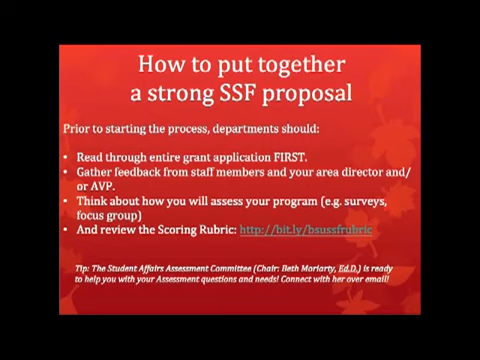 How to put together
a strong SSF proposal
Prior to starting the process, departments should:
• Read through entire grant application FIRST.
• Gather feedback from staff members and your area director and/
or AVP.
• Think about how you will assess your program (e.g. surveys,
focus group)
• And review the Scoring Rubric: http://bit.ly/bsussfrubric
Tip: The Student Affairs Assessment Committee (Chair: Beth Moriarty, Ed.D.) is ready
to help you with your Assessment questions and needs! Connect with her over email!